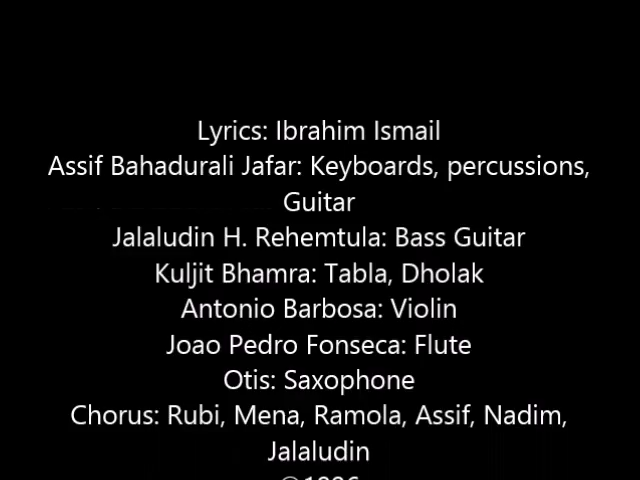 Lyrics: Ibrahim Ismail
Assif Bahadurali Jafar: Keyboards, percussions,
Guitar
Jalaludin H. Rehemtula: Bass Guitar
Kuljit Bhamra: Tabla, Dholak
Antonio Barbosa: Violin
Joao Pedro Fonseca: Flute
Otis: Saxophone
Chorus: Rubi, Mena, Ramola, Assif, Nadim,
Jalaludin